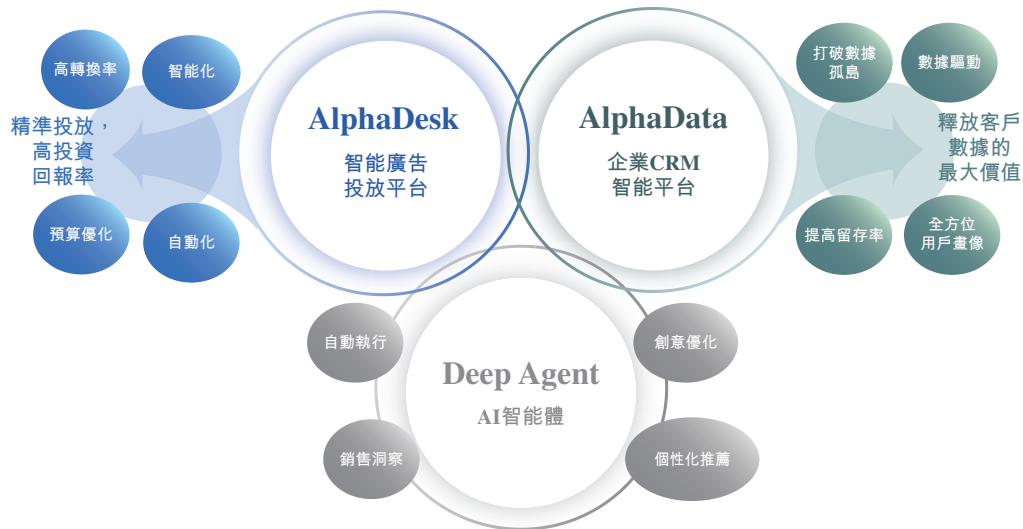 高轉換率
智能化
精準投放，
高投資
回報率
預算優化
自動化
AlphaDesk
智能廣告
投放平台
AlphaData
企業CRM
智能平台
打破數據
孤島
數據驅動
釋放客戶
數據的
最大價值
提高留存率
全方位
用戶畫像
自動執行
創意優化
Deep Agent
AI智能體
銷售洞察
個性化推薦